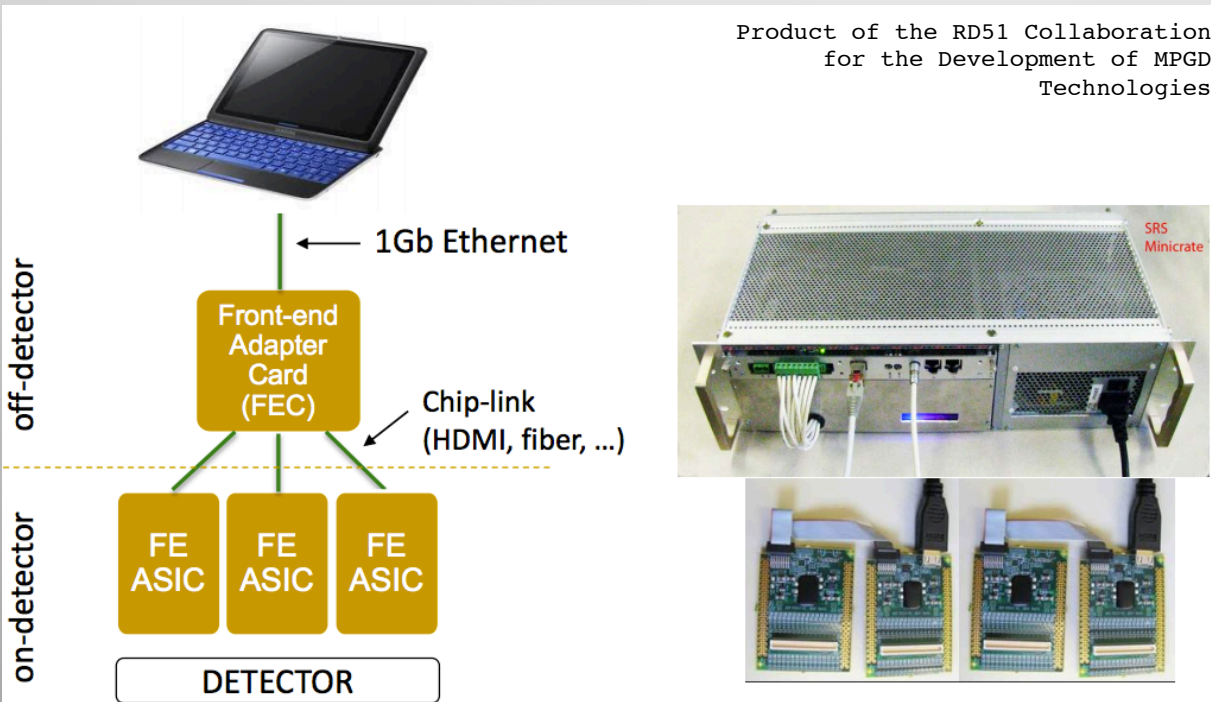 Product of the RD51 Collaboration
for the Development of MPGD
Technologies
1Gb Ethernet
off-detector
Front-end
Adapter
Card
(FEC)
Chip-link
(HDMI, fiber, ...)
SRS
Minicrate
on-detector
FE
ASIC
FE
ASIC
FE
ASIC
DETECTOR